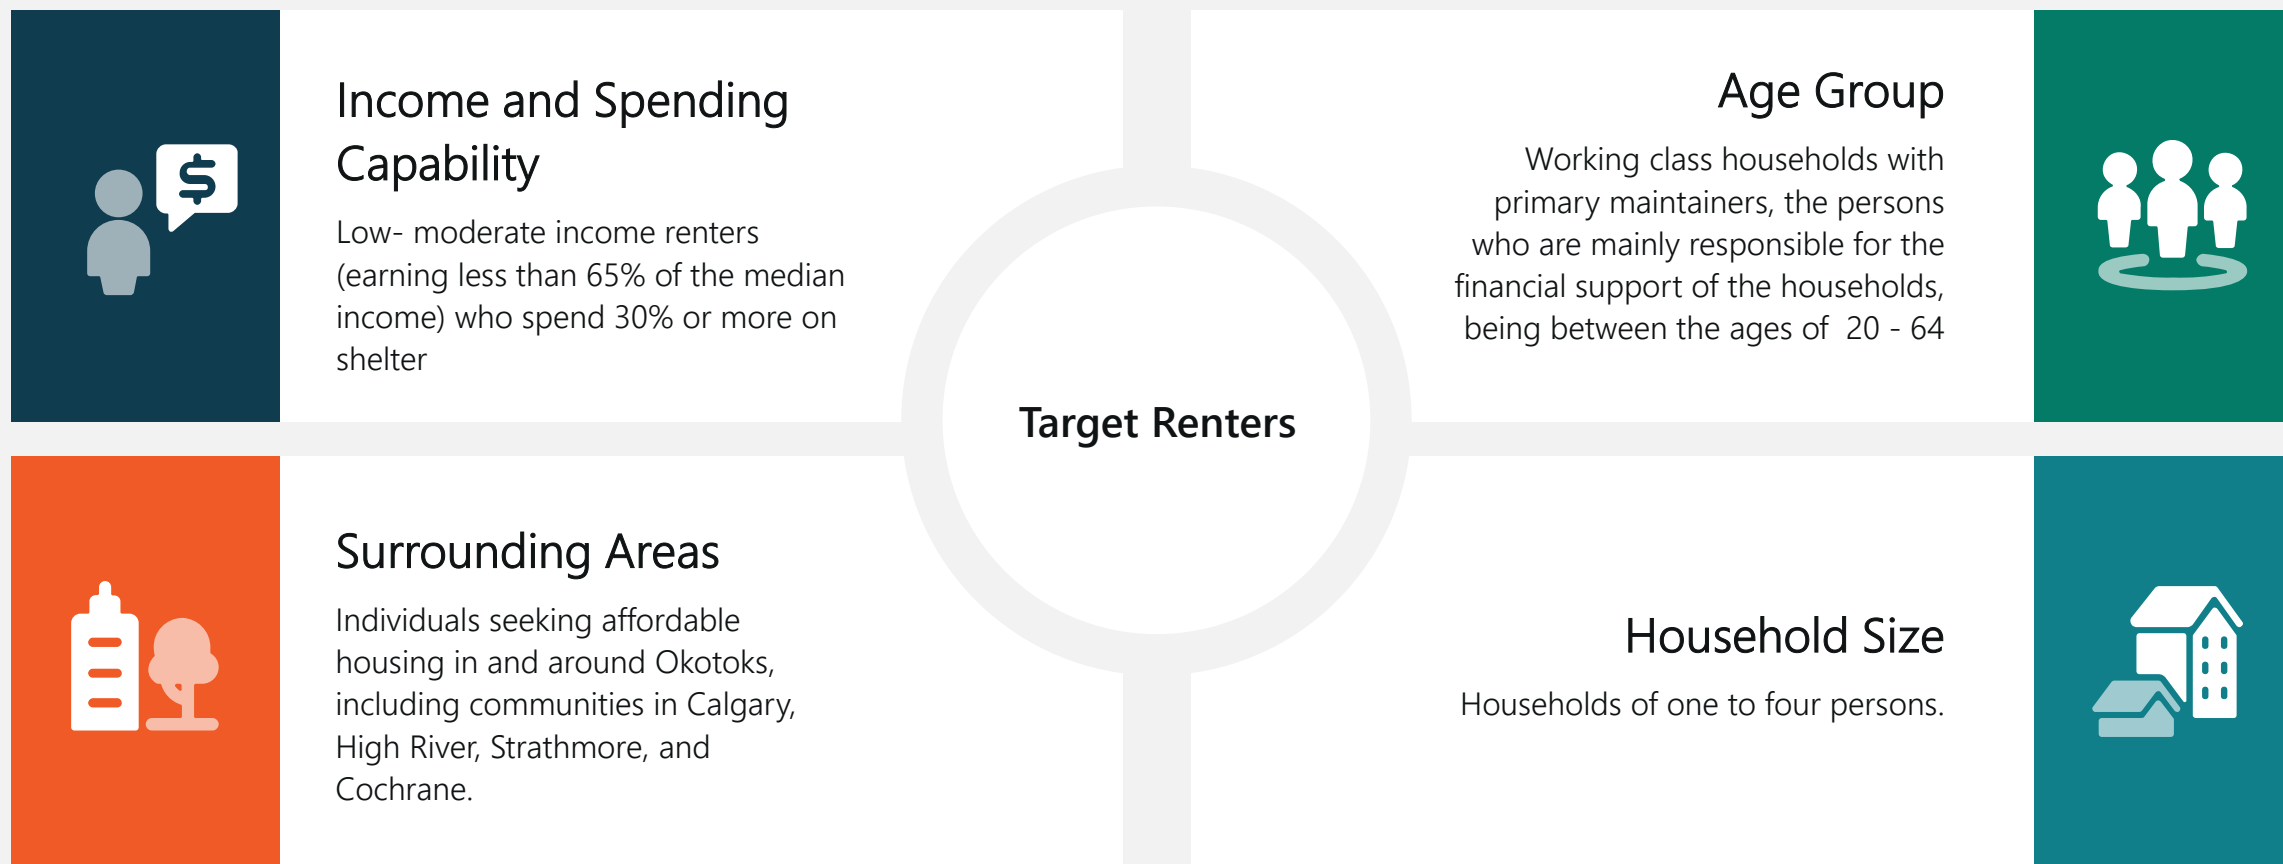 Income and Spending
Capability
Low- moderate income renters
(earning less than 65% of the median
income) who spend 30% or more on
shelter
Age Group
Working class households with
primary maintainers, the persons
who are mainly responsible for the
financial support of the households,
being between the ages of  20 - 64
Target Renters
Surrounding Areas
Individuals seeking affordable
housing in and around Okotoks,
including communities in Calgary,
High River, Strathmore, and
Cochrane.
Household Size
Households of one to four persons.